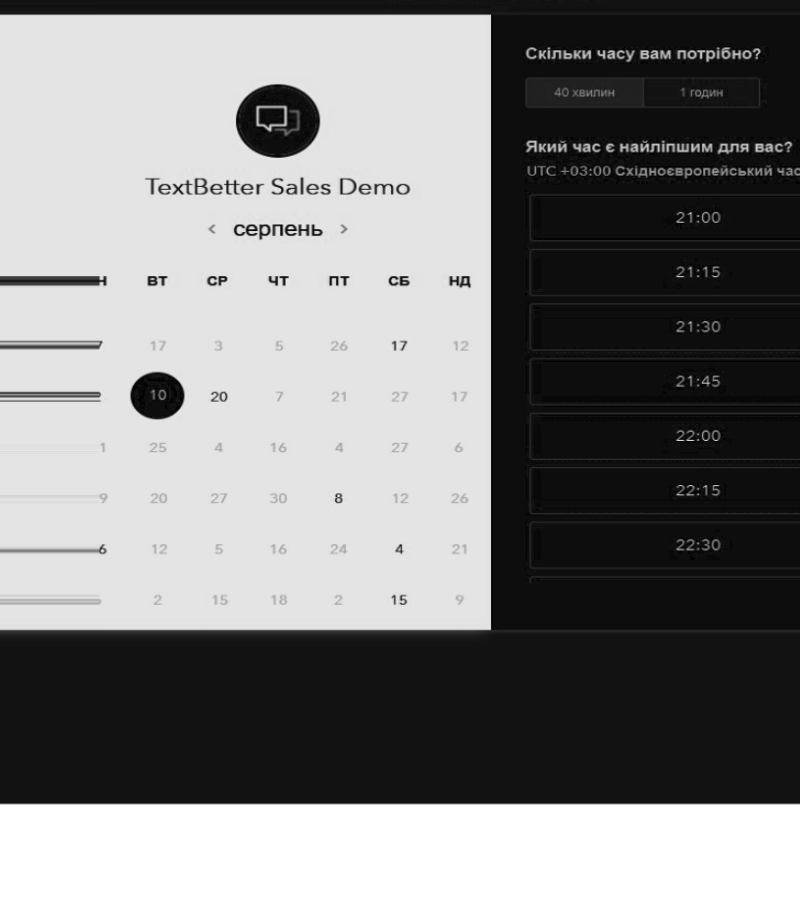 TextBetter Sales Demo
< серпень >
Н ВТ СР ЧТ ПТ СБ НД
17 3 5 26 17 12
10 20 7 21 27 17
1 25 4 16 4 27 6
9 20 27 30 8 12 26
6 12 5 16 24 4 21
2 15 18 2 15 9
Скільки часу вам потрібно?
40 хвилин 1 годин
Який час є найліпшим для вас?
UTC +03:00 Східноєвропейський час
21:00
21:15
21:30
21:45
22:00
22:15
22:30